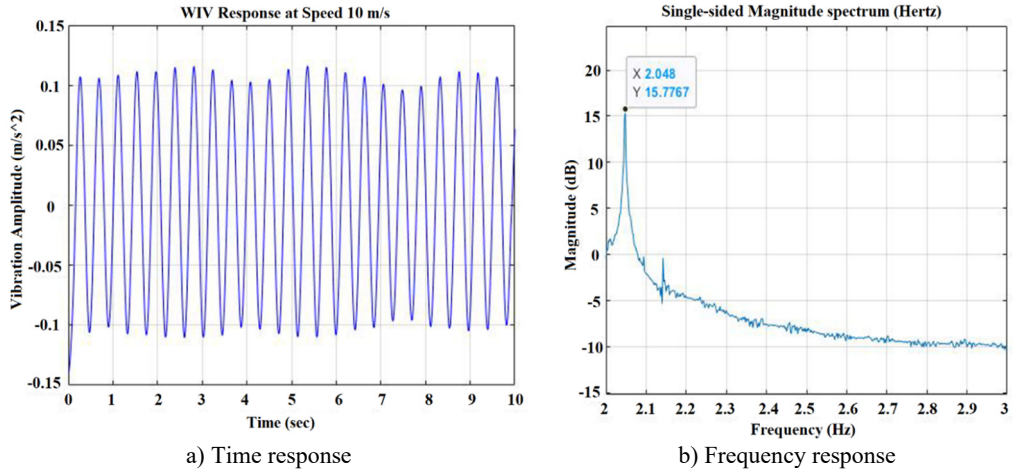 WIV Response at Speed 10 m/s
0.15
0.1
0.05
0
-0.05
-0.1
-0.15
Vibration Amplitude (m/s^2)
0 1 2 3 4 5 6 7 8 9 10
Time (sec)
a) Time response
Single-sided Magnitude spectrum (Hertz)
X 2.048
Y 15.7767
20
15
10
5
0
-5
-10
-15
Magnitude (dB)
2 2.1 2.2 2.3 2.4 2.5 2.6 2.7 2.8 2.9 3
Frequency (Hz)
b) Frequency response